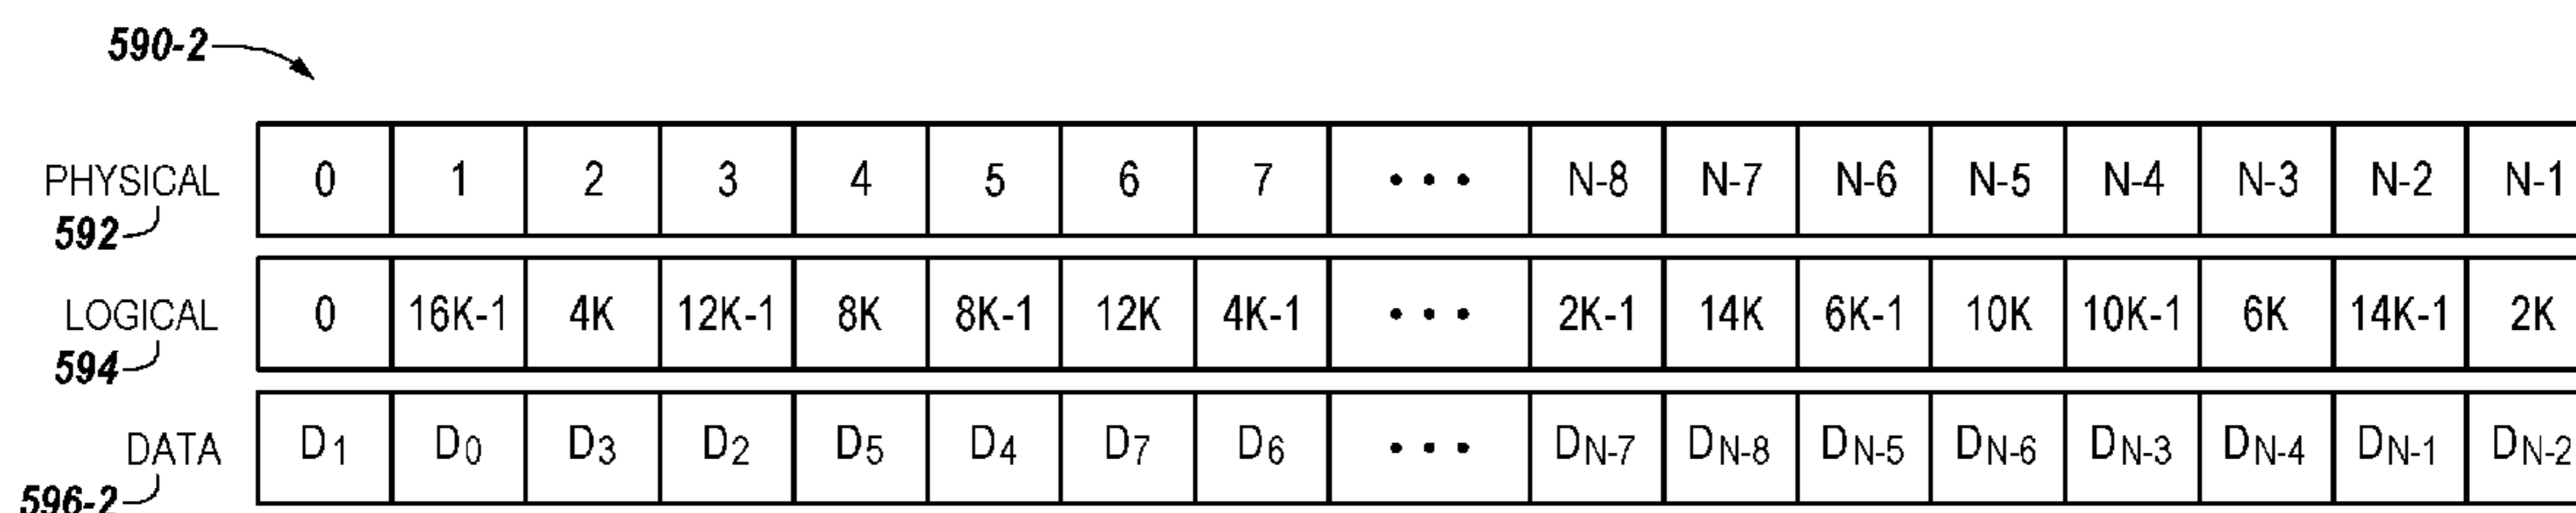 590-2
PHYSICAL 0 1 2 3 4 5 6 7 • • • N-8 N-7 N-6 N-5 N-4 N-3 N-2 N-1
592
LOGICAL 0 16K-1 4K 12K-1 8K 8K-1 12K 4K-1 • • • 2K-1 14K 6K-1 10K 10K-1 6K 14K-1 2K
594
DATA D1 D0 D3 D2 D5 D4 D7 D6 • • • DN-7 DN-8 DN-5 DN-6 DN-3 DN-4 DN-1 DN-2
596-2